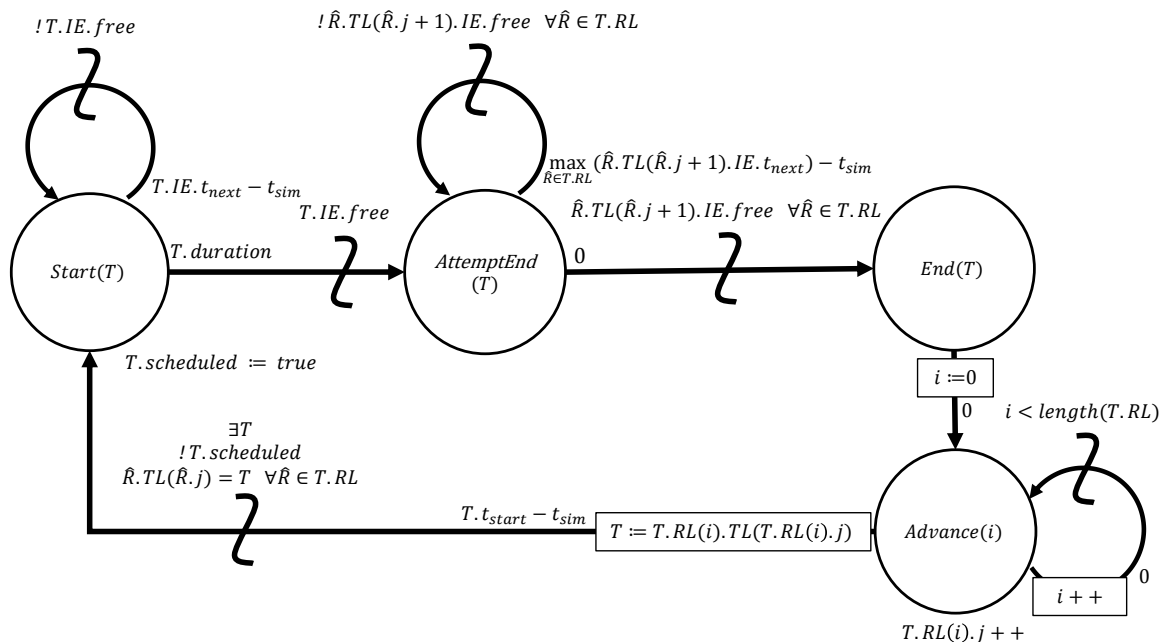 ! T.IE.free
! R̂.TL(R̂.j + 1).IE.free ∀R̂ ∈ T.RL
T.IE.t_next − t_sim
max_{R̂∈T.RL}(R̂.TL(R̂.j + 1).IE.t_next) − t_sim
T.IE.free
R̂.TL(R̂.j + 1).IE.free ∀R̂ ∈ T.RL
Start(T)
T.duration
AttemptEnd
(T)
0
End(T)
T.scheduled ≔ true
i ≔0
0
i < length(T.RL)
∃T
! T.scheduled
R̂.TL(R̂.j) = T ∀R̂ ∈ T.RL
T.t_start − t_sim
T ≔ T.RL(i).TL(T.RL(i).j)
Advance(i)
0
i + +
T.RL(i).j + +